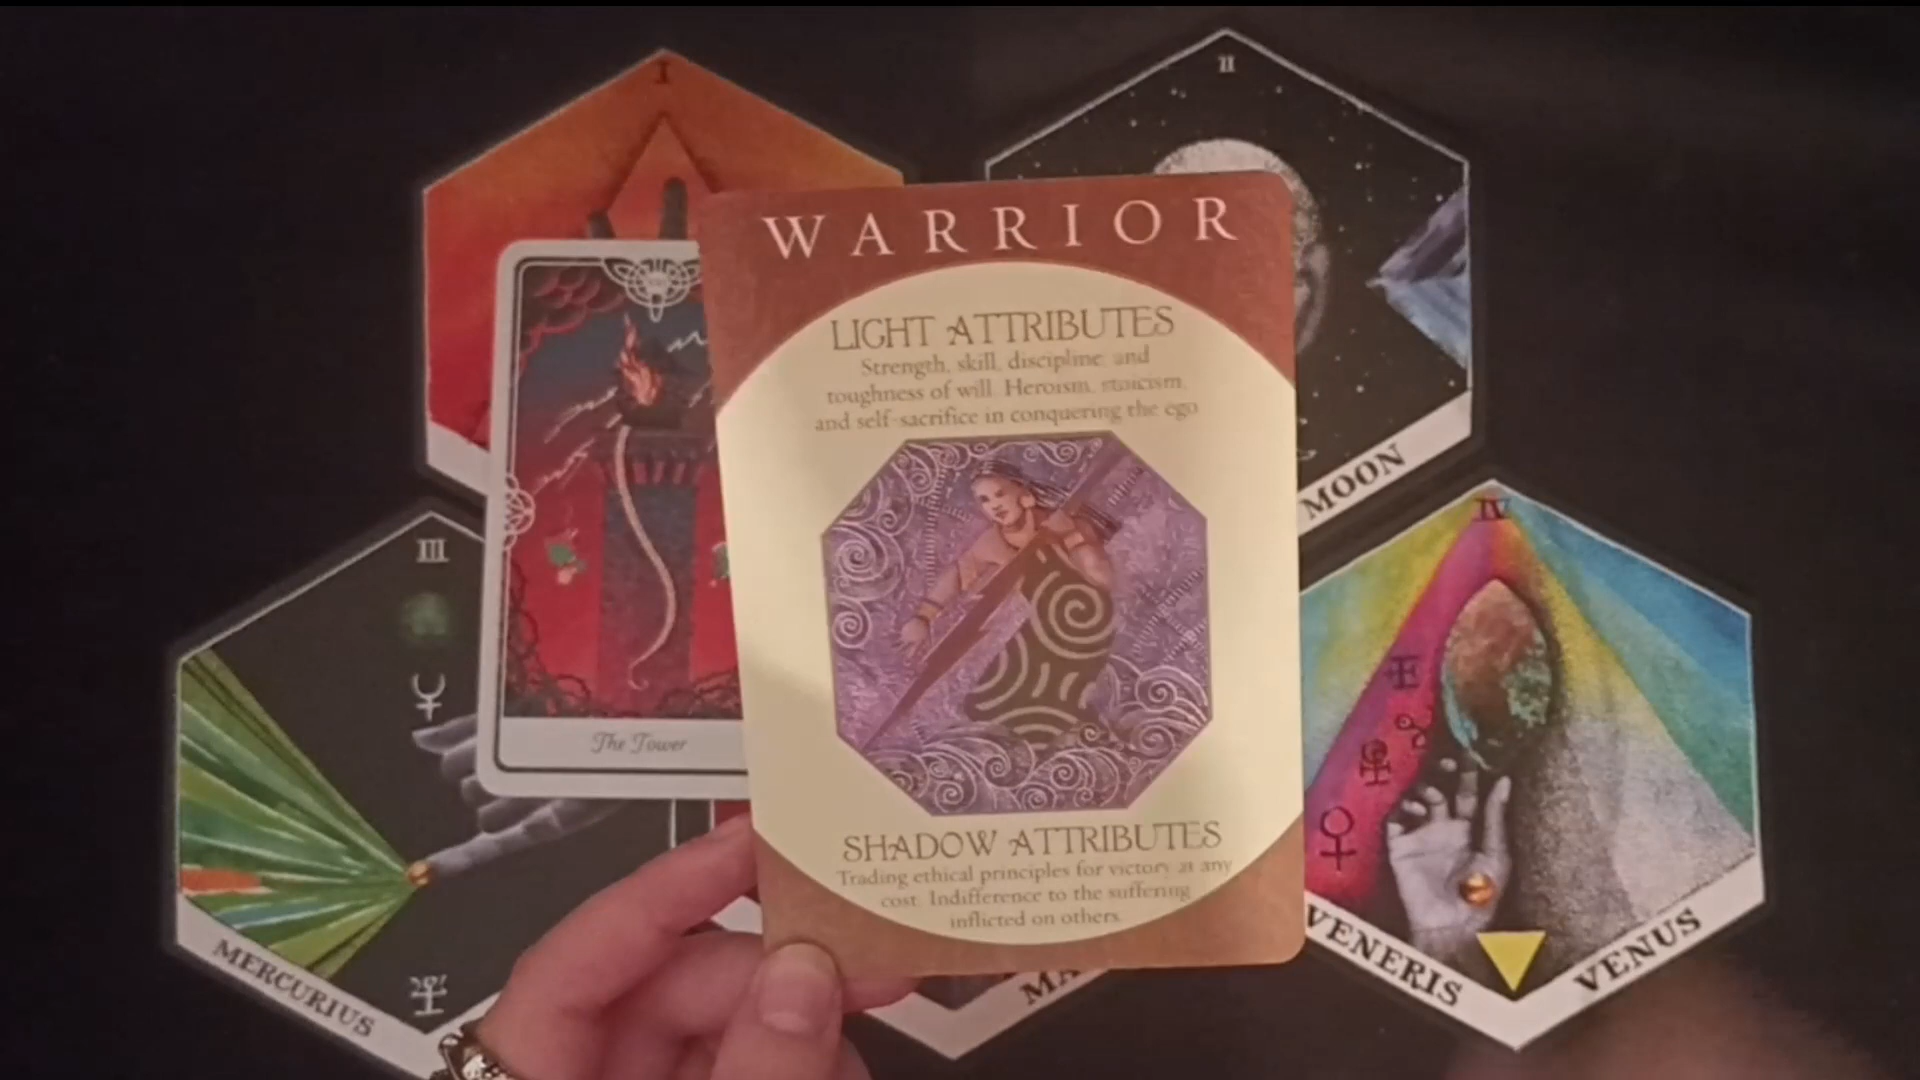 I
II
WARRIOR
LIGHT ATTRIBUTES
Strength, skill, discipline, and
toughness of will. Heroism, stoicism,
and self-sacrifice in conquering the ego
SHADOW ATTRIBUTES
Trading ethical principles for victory at any
cost. Indifference to the suffering
inflicted on others.
The Tower
MOON
III
MERCURIUS
IV
VENERIS
VENUS
MA